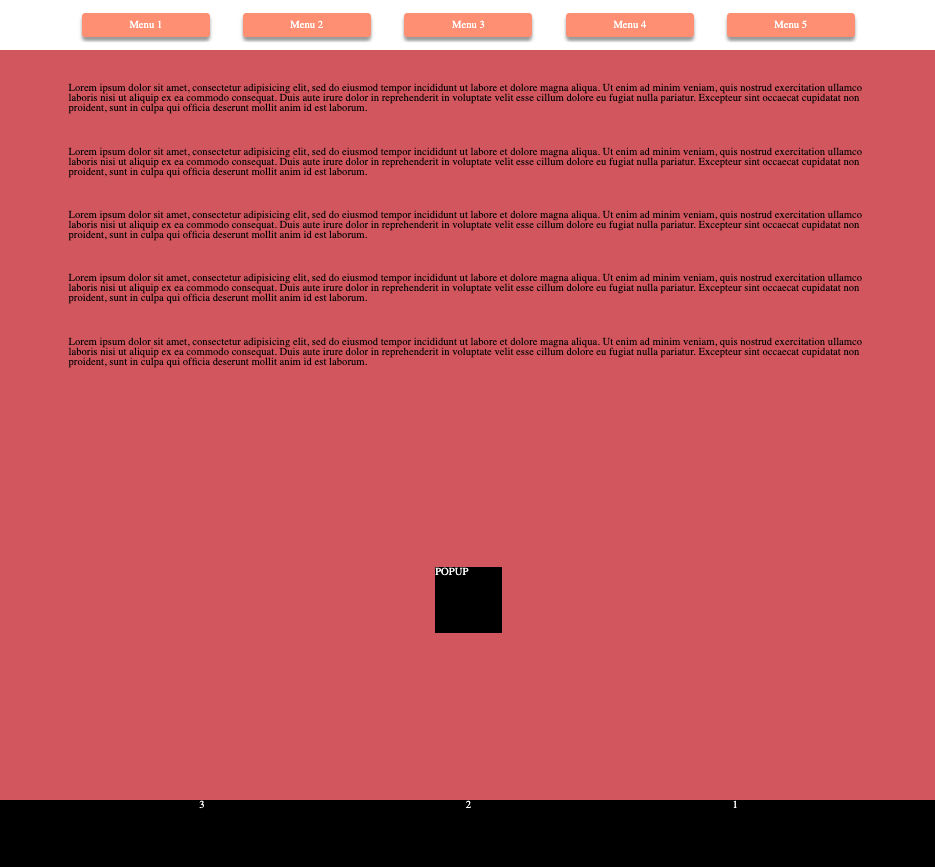 Menu 1 Menu 2 Menu 3 Menu 4 Menu 5
Lorem ipsum dolor sit amet, consectetur adipisicing elit, sed do eiusmod tempor incididunt ut labore et dolore magna aliqua. Ut enim ad minim veniam, quis nostrud exercitation ullamco
laboris nisi ut aliquip ex ea commodo consequat. Duis aute irure dolor in reprehenderit in voluptate velit esse cillum dolore eu fugiat nulla pariatur. Excepteur sint occaecat cupidatat non
proident, sunt in culpa qui officia deserunt mollit anim id est laborum.
Lorem ipsum dolor sit amet, consectetur adipisicing elit, sed do eiusmod tempor incididunt ut labore et dolore magna aliqua. Ut enim ad minim veniam, quis nostrud exercitation ullamco
laboris nisi ut aliquip ex ea commodo consequat. Duis aute irure dolor in reprehenderit in voluptate velit esse cillum dolore eu fugiat nulla pariatur. Excepteur sint occaecat cupidatat non
proident, sunt in culpa qui officia deserunt mollit anim id est laborum.
Lorem ipsum dolor sit amet, consectetur adipisicing elit, sed do eiusmod tempor incididunt ut labore et dolore magna aliqua. Ut enim ad minim veniam, quis nostrud exercitation ullamco
laboris nisi ut aliquip ex ea commodo consequat. Duis aute irure dolor in reprehenderit in voluptate velit esse cillum dolore eu fugiat nulla pariatur. Excepteur sint occaecat cupidatat non
proident, sunt in culpa qui officia deserunt mollit anim id est laborum.
Lorem ipsum dolor sit amet, consectetur adipisicing elit, sed do eiusmod tempor incididunt ut labore et dolore magna aliqua. Ut enim ad minim veniam, quis nostrud exercitation ullamco
laboris nisi ut aliquip ex ea commodo consequat. Duis aute irure dolor in reprehenderit in voluptate velit esse cillum dolore eu fugiat nulla pariatur. Excepteur sint occaecat cupidatat non
proident, sunt in culpa qui officia deserunt mollit anim id est laborum.
Lorem ipsum dolor sit amet, consectetur adipisicing elit, sed do eiusmod tempor incididunt ut labore et dolore magna aliqua. Ut enim ad minim veniam, quis nostrud exercitation ullamco
laboris nisi ut aliquip ex ea commodo consequat. Duis aute irure dolor in reprehenderit in voluptate velit esse cillum dolore eu fugiat nulla pariatur. Excepteur sint occaecat cupidatat non
proident, sunt in culpa qui officia deserunt mollit anim id est laborum.
POPUP
3 2 1